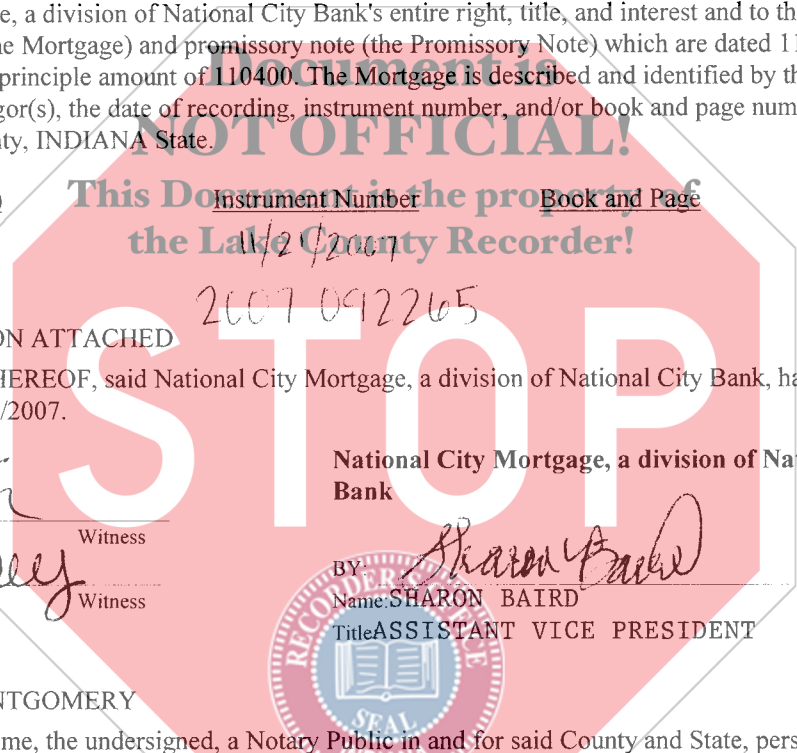 e, a division of National City Bank's entire right, title, and interest and to th
ne Mortgage) and promissory note (the Promissory Note) which are dated 11
principle amount of 110400. The Mortgage is described and identified by th
gor(s), the date of recording, instrument number, and/or book and page num
nty, INDIANA State.
Document is
NOT OFFICIAL!
This Document is the property of
the Lake County Recorder!
Instrument Number Book and Page
11/21/2007
2007 092265
ON ATTACHED
HEREOF, said National City Mortgage, a division of National City Bank, ha
/2007.
STOP
National City Mortgage, a division of Nat
Bank
Witness
Witness
BY: Sharon Baird
Name:SHARON BAIRD
TitleASSISTANT VICE PRESIDENT
RECORDER'S OFFICE
SEAL
NTGOMERY
me, the undersigned, a Notary Public in and for said County and State, pers